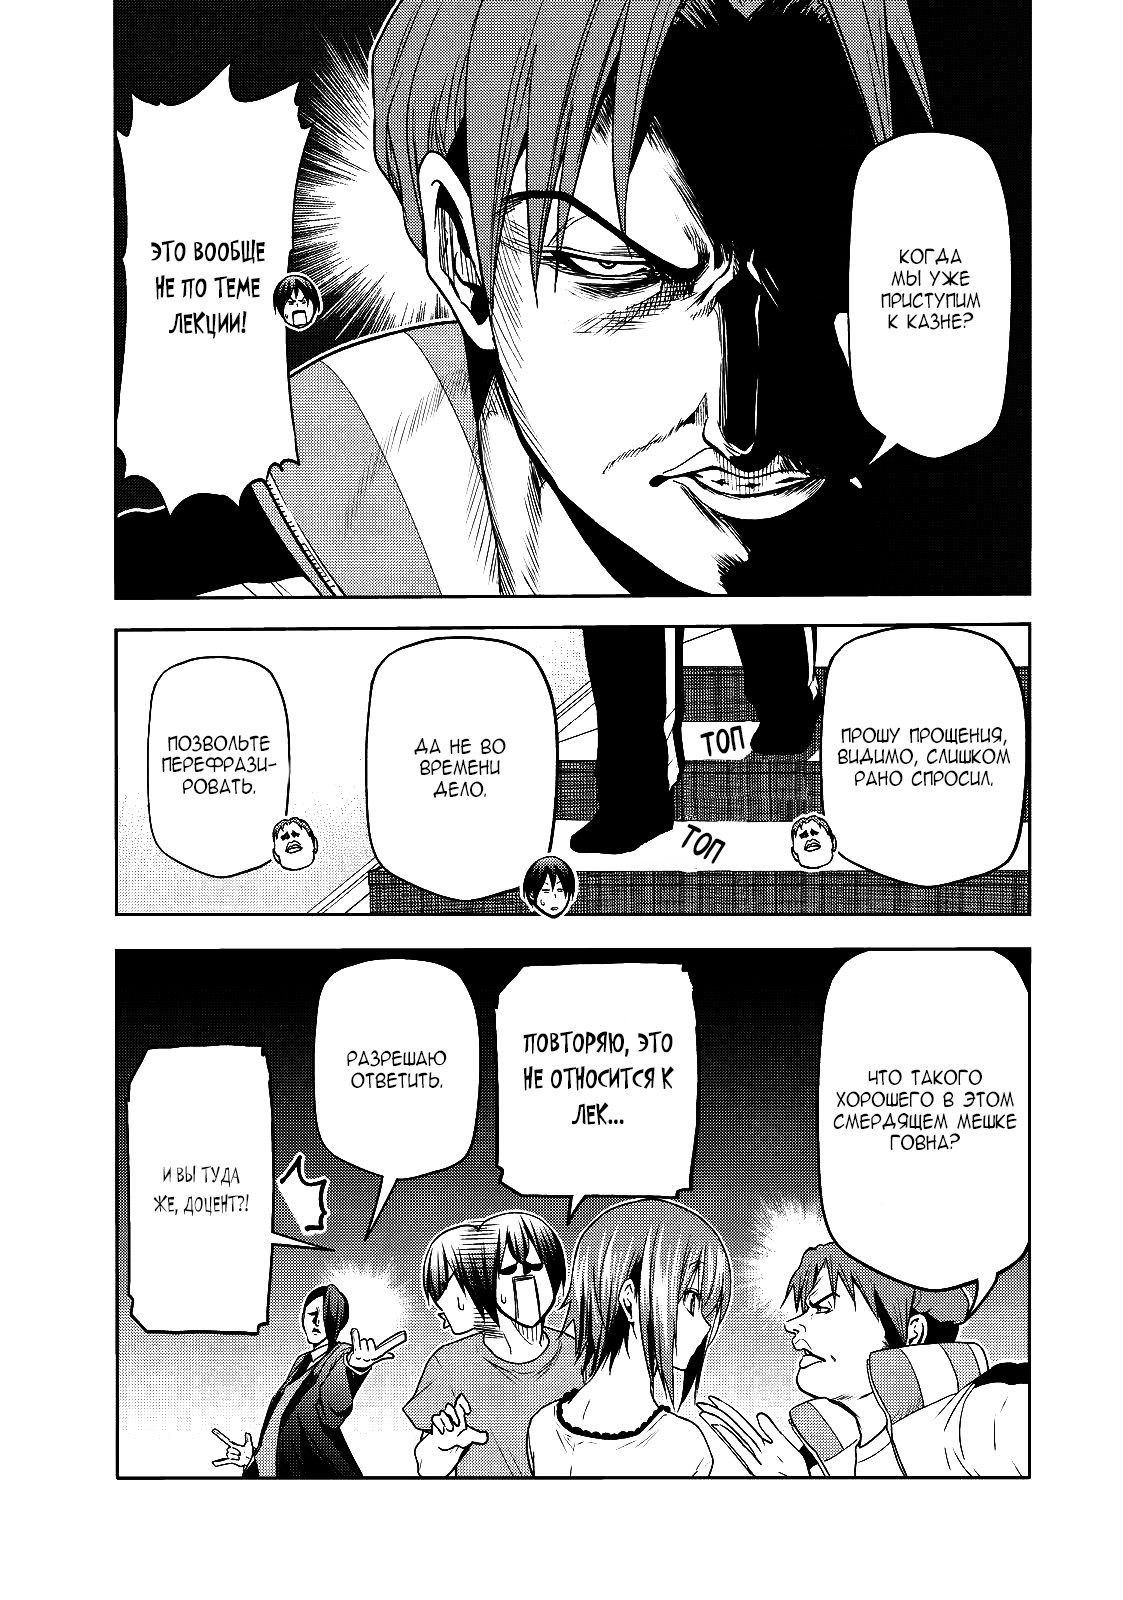 КОГДА
МЫ УЖЕ
ПРИСТУПИМ
К КАЗНЕ?
ЭТО ВООБЩЕ
НЕ ПО ТЕМЕ
ЛЕКЦИИ!
ПРОШУ ПРОЩЕНИЯ,
ВИДИМО, СЛИШКОМ
РАНО СПРОСИЛ.
ТОП
ТОП
ДА НЕ ВО
ВРЕМЕНИ
ДЕЛО.
ПОЗВОЛЬТЕ
ПЕРЕФРАЗИ-
РОВАТЬ.
ЧТО ТАКОГО
ХОРОШЕГО В ЭТОМ
СМЕРДЯЩЕМ МЕШКЕ
ГОВНА?
ПОВТОРЯЮ, ЭТО
НЕ ОТНОСИТСЯ К
ЛЕК...
РАЗРЕШАЮ
ОТВЕТИТЬ.
И ВЫ ТУДА
ЖЕ, ДОЦЕНТ?!